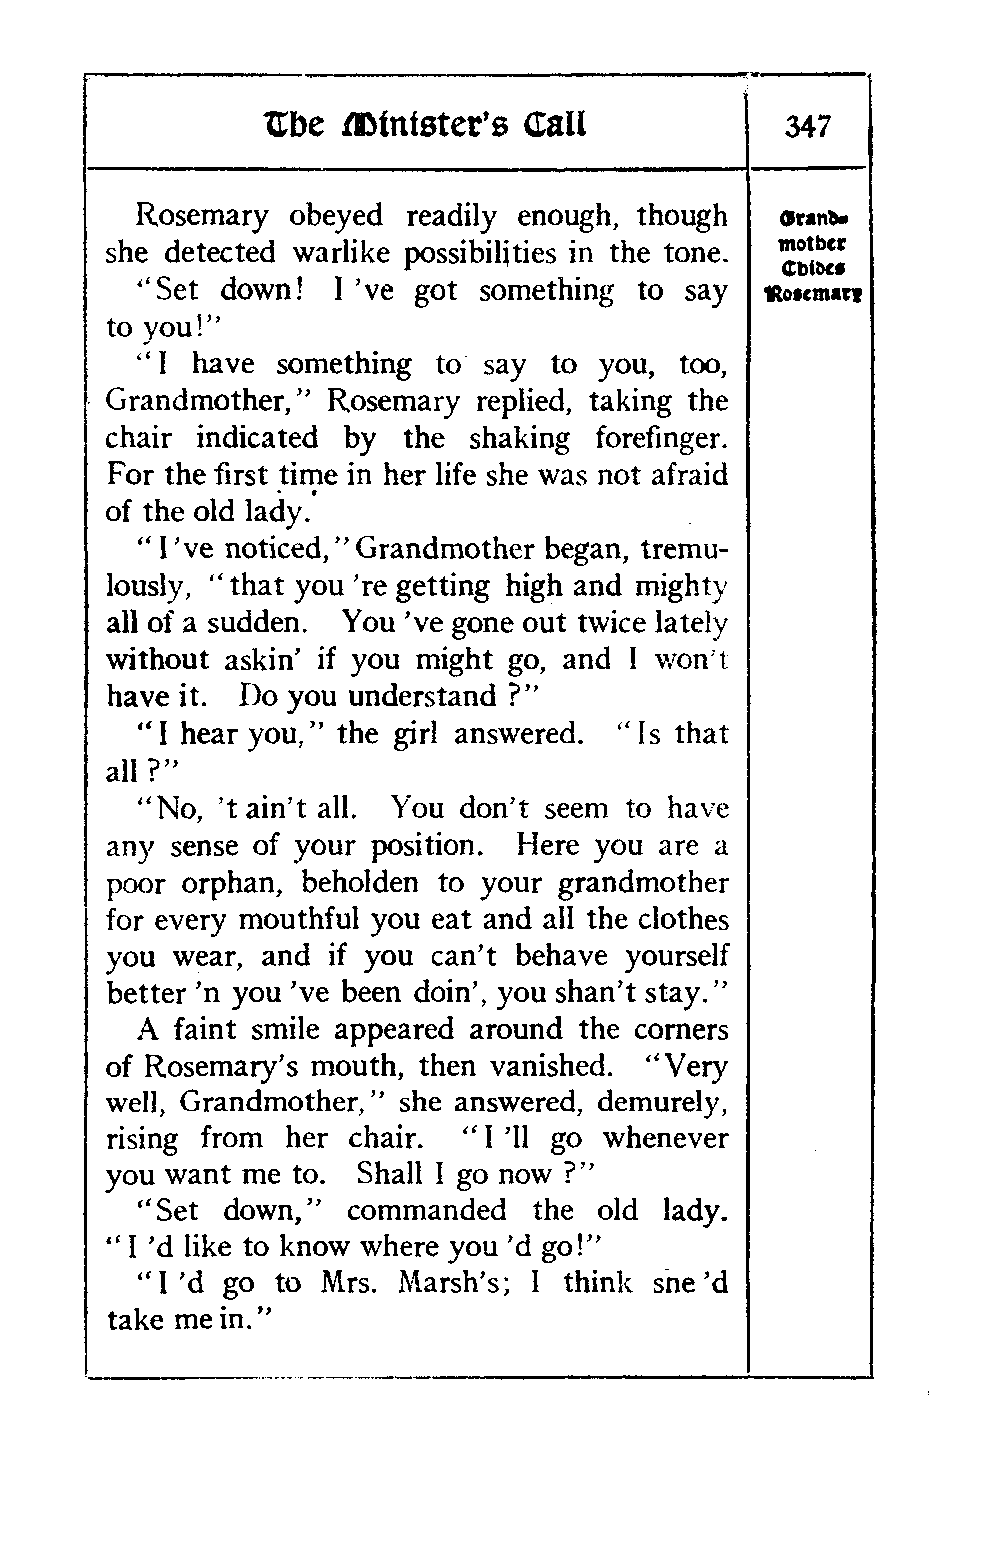 The Minister's Call
347
Rosemary obeyed readily enough, though
she detected warlike possibilities in the tone.
"Set down! I 've got something to say
to you!"
"I have something to say to you, too,
Grandmother," Rosemary replied, taking the
chair indicated by the shaking forefinger.
For the first time in her life she was not afraid
of the old lady.
"I 've noticed," Grandmother began, tremu-
lously, "that you 're getting high and mighty
all of a sudden. You 've gone out twice lately
without askin' if you might go, and I won't
have it. Do you understand ?"
"I hear you," the girl answered. "Is that
all ?"
"No, 't ain't all. You don't seem to have
any sense of your position. Here you are a
poor orphan, beholden to your grandmother
for every mouthful you eat and all the clothes
you wear, and if you can't behave yourself
better 'n you 've been doin', you shan't stay."
A faint smile appeared around the corners
of Rosemary's mouth, then vanished. "Very
well, Grandmother," she answered, demurely,
rising from her chair. "I 'll go whenever
you want me to. Shall I go now ?"
"Set down," commanded the old lady.
"I 'd like to know where you 'd go!"
"I 'd go to Mrs. Marsh's; I think she 'd
take me in."
Grand-
mother
Chides
Rosemary